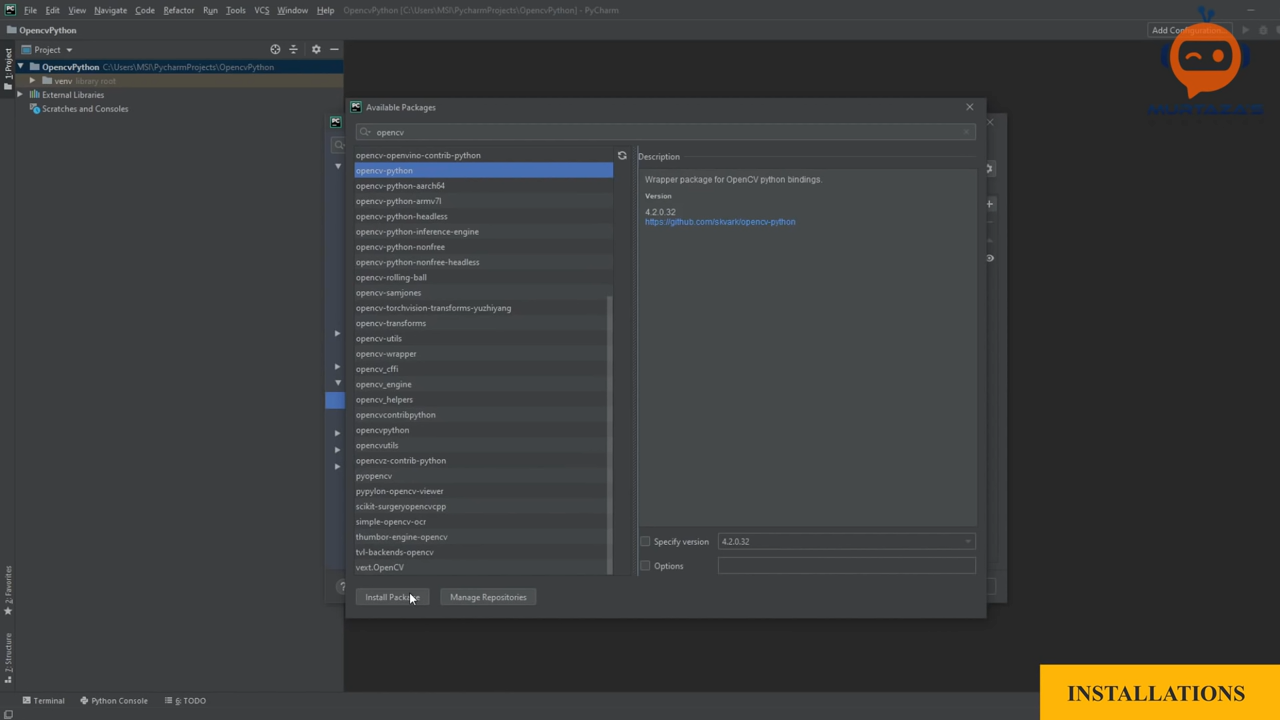 File Edit View Navigate Code Refactor Run Tools VCS Window Help OpencvPython [C:\Users\MSI\PycharmProjects\OpencvPython] - PyCharm
OpencvPython
Add Configuration...
Project
1: Project
OpencvPython C:\Users\MSI\PycharmProjects\OpencvPython
venv library root
External Libraries
Scratches and Consoles
Available Packages
opencv
opencv-openvino-contrib-python
opencv-python
opencv-python-aarch64
opencv-python-armv7l
opencv-python-headless
opencv-python-inference-engine
opencv-python-nonfree
opencv-python-nonfree-headless
opencv-rolling-ball
opencv-samjones
opencv-torchvision-transforms-yuzhiyang
opencv-transforms
opencv-utils
opencv-wrapper
opencv_cffi
opencv_engine
opencv_helpers
opencvcontribpython
opencvpython
opencvutils
opencvz-contrib-python
pyopencv
pypylon-opencv-viewer
scikit-surgeryopencvcpp
simple-opencv-ocr
thumbor-engine-opencv
tvl-backends-opencv
vext.OpenCV
Description
Wrapper package for OpenCV python bindings.
Version
4.2.0.32
https://github.com/skvark/opencv-python
Specify version 4.2.0.32
Options
Install Package Manage Repositories
2: Favorites
7: Structure
Terminal Python Console 6: TODO
INSTALLATIONS